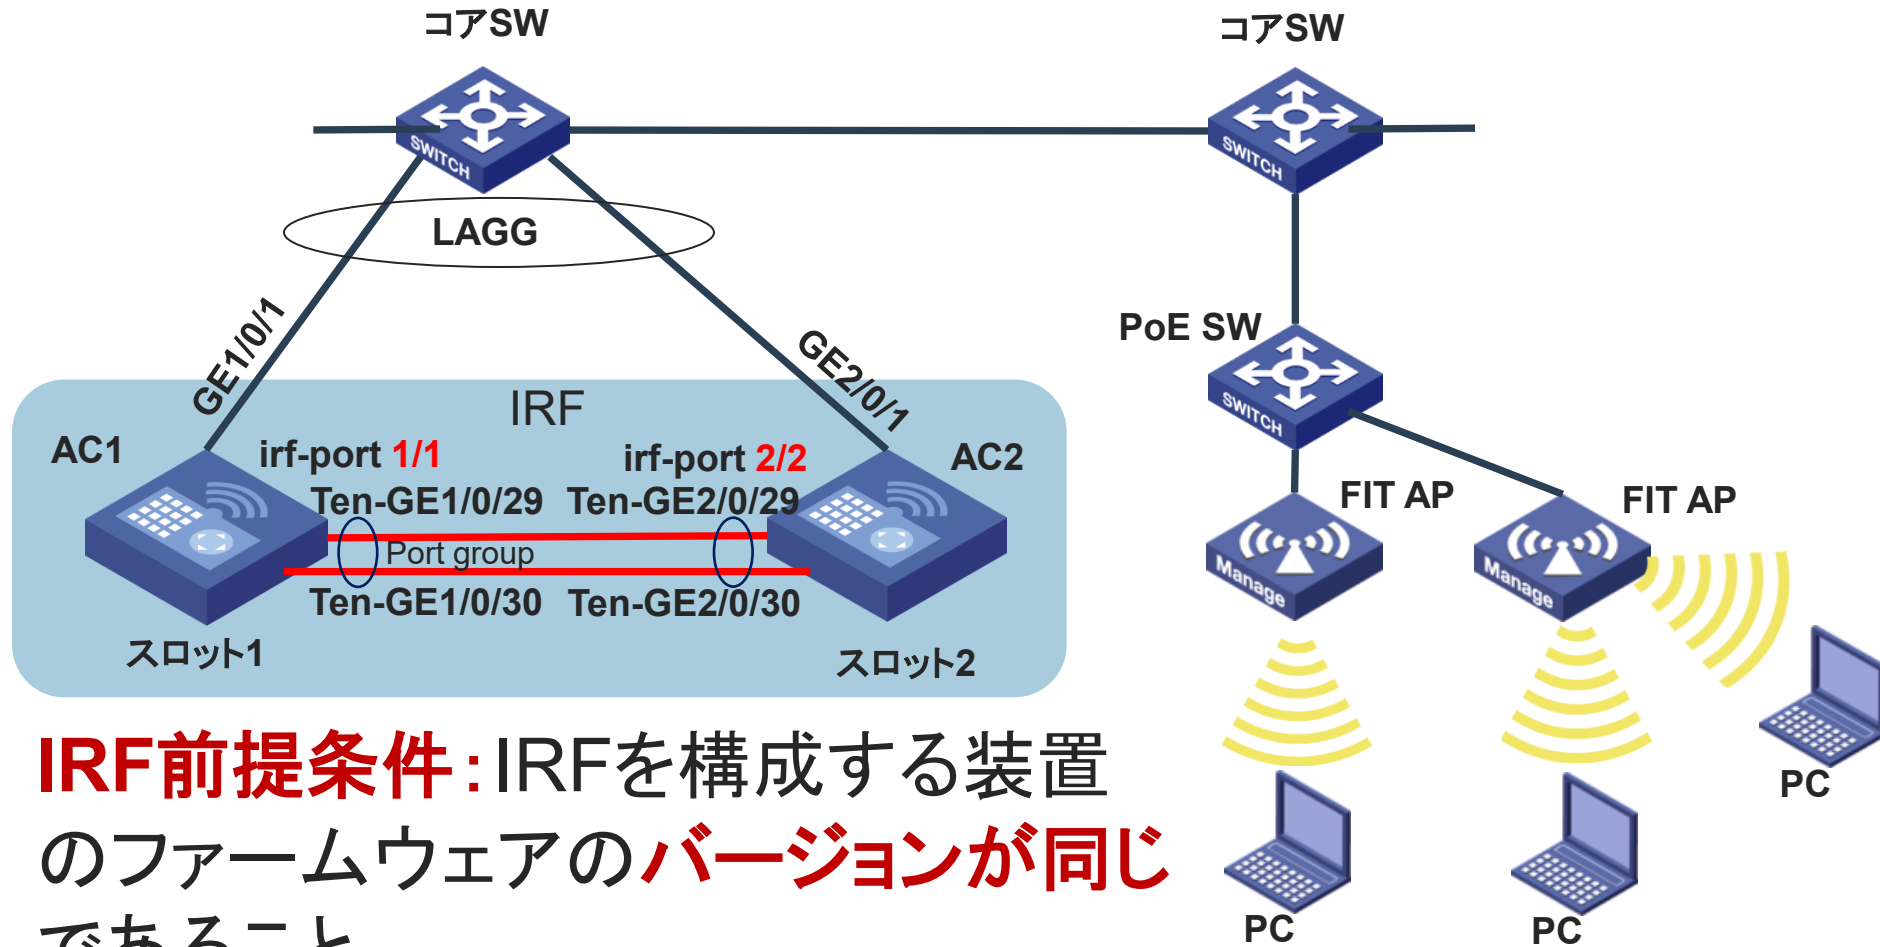 コアSW
コアSW
SWITCH
SWITCH
LAGG
GE1/0/1
GE2/0/1
PoE SW
SWITCH
IRF
AC1
irf-port 1/1
irf-port 2/2
AC2
Ten-GE1/0/29
Ten-GE2/0/29
FIT AP
FIT AP
Port group
Manage
Manage
Ten-GE1/0/30
Ten-GE2/0/30
スロット1
スロット2
IRF前提条件：IRFを構成する装置
のファームウェアのバージョンが同じ
であること
PC
PC
PC